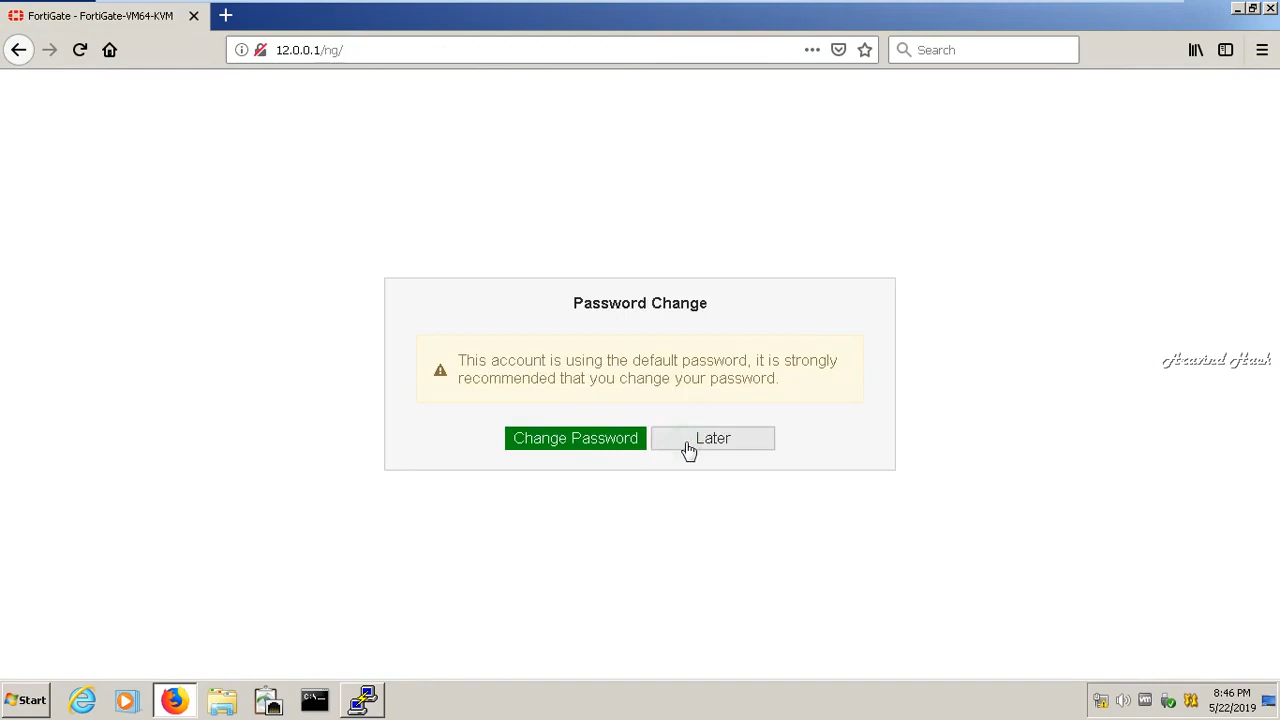 FortiGate - FortiGate-VM64-KVM
12.0.0.1/ng/
Search
Password Change
This account is using the default password, it is strongly
recommended that you change your password.
Change Password
Later
Aravind Hask
Start
8:46 PM
5/22/2019